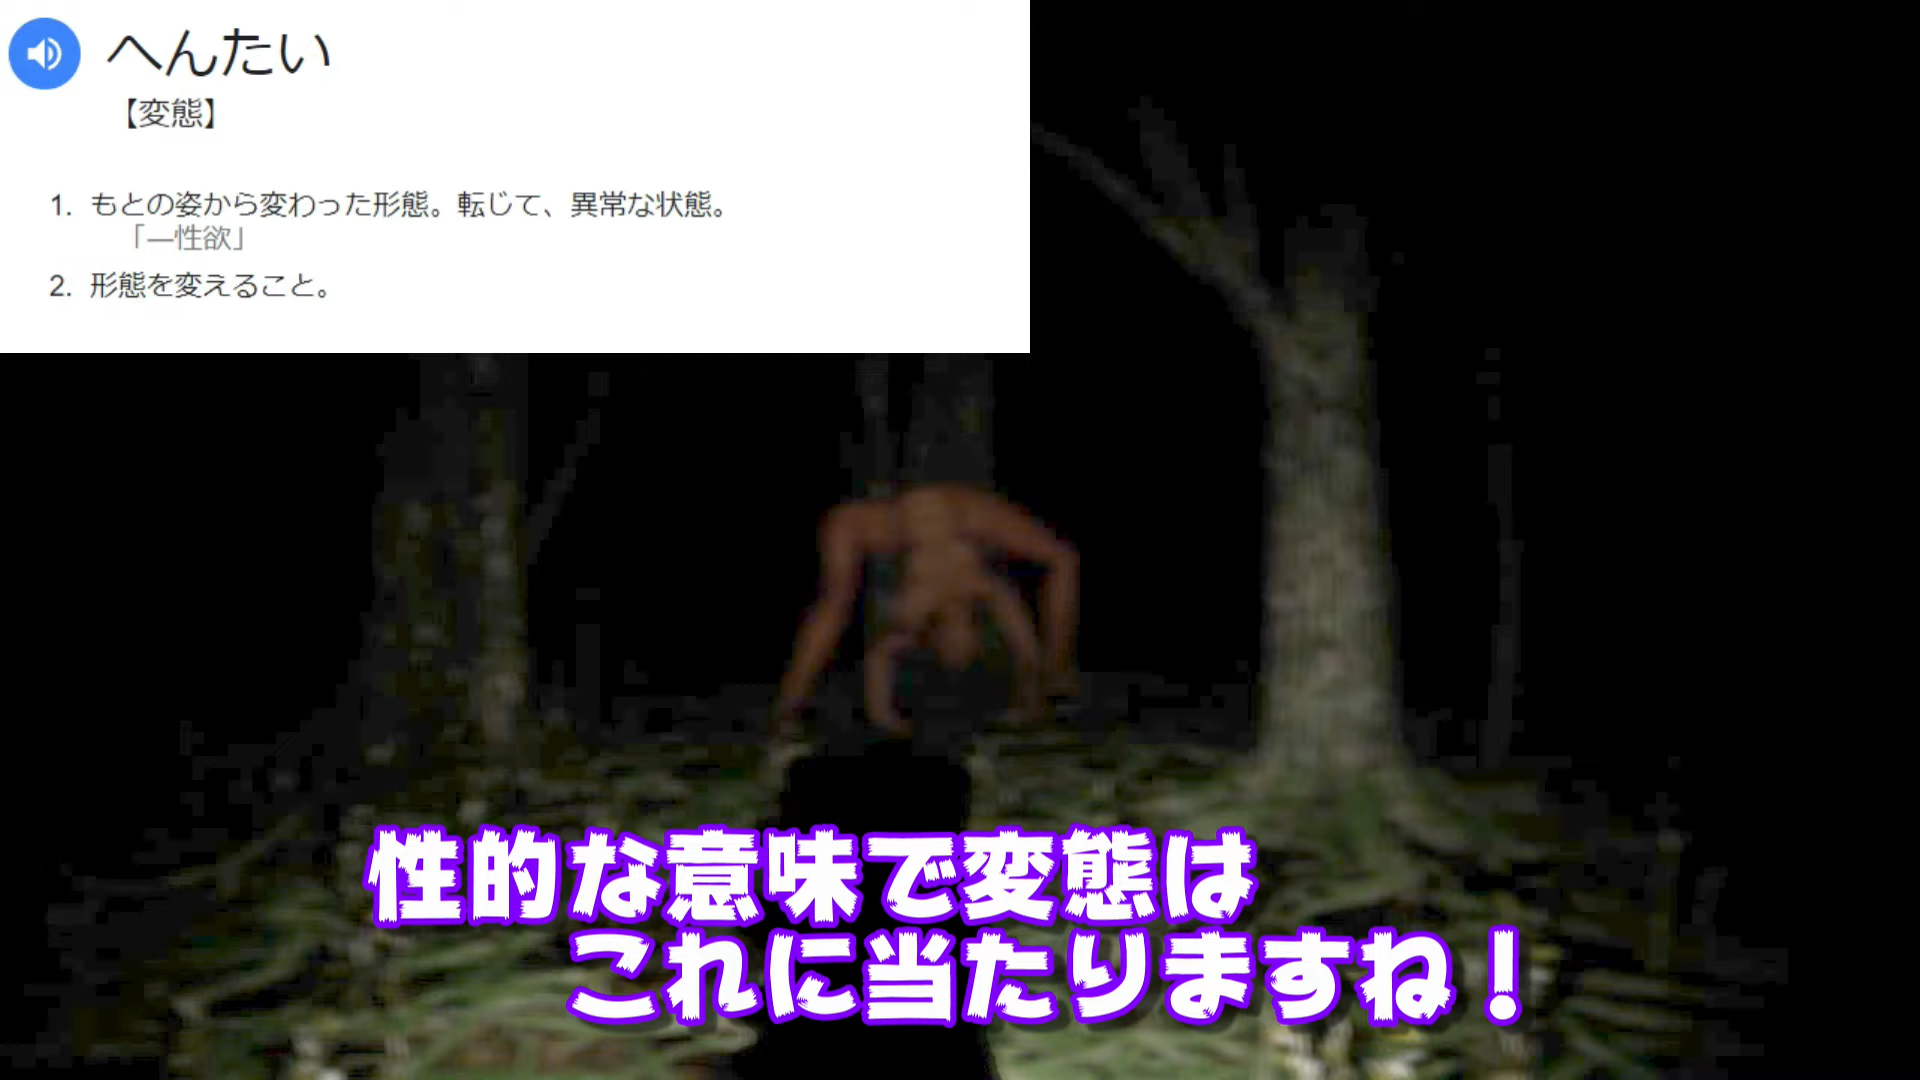 へんたい
【変態】
1. もとの姿から変わった形態。転じて、異常な状態。
「―性欲」
2. 形態を変えること。
性的な意味で変態は
これに当たりますね！